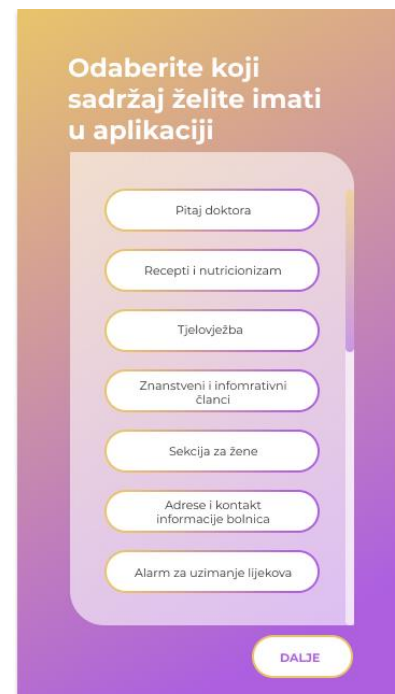 Odaberite koji
sadržaj želite imati
u aplikaciji
Pitaj doktora
Recepti i nutricionizam
Tjelovježba
Znanstveni i infomrativni
članci
Sekcija za žene
Adrese i kontakt
informacije bolnica
Alarm za uzimanje lijekova
DALJE